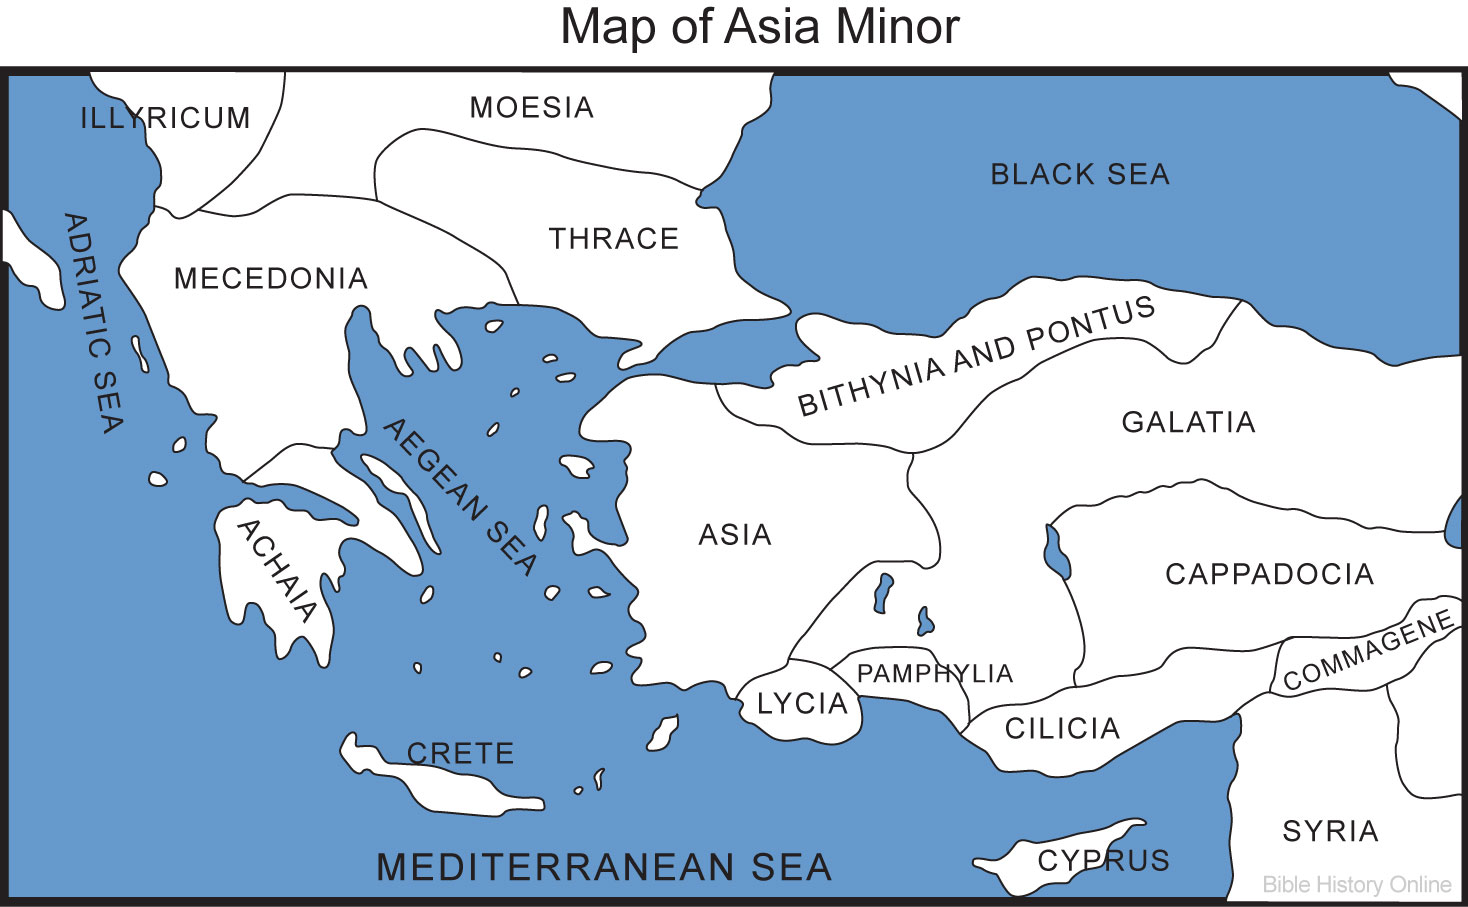 Map of Asia Minor
ILLYRICUM
MOESIA
BLACK SEA
ADRIATIC SEA
THRACE
MECEDONIA
BITHYNIA AND PONTUS
AEGEAN SEA
GALATIA
ASIA
ACHAIA
CAPPADOCIA
COMMAGENE
PAMPHYLIA
LYCIA
CILICIA
CRETE
SYRIA
MEDITERRANEAN SEA
CYPRUS
Bible History Online